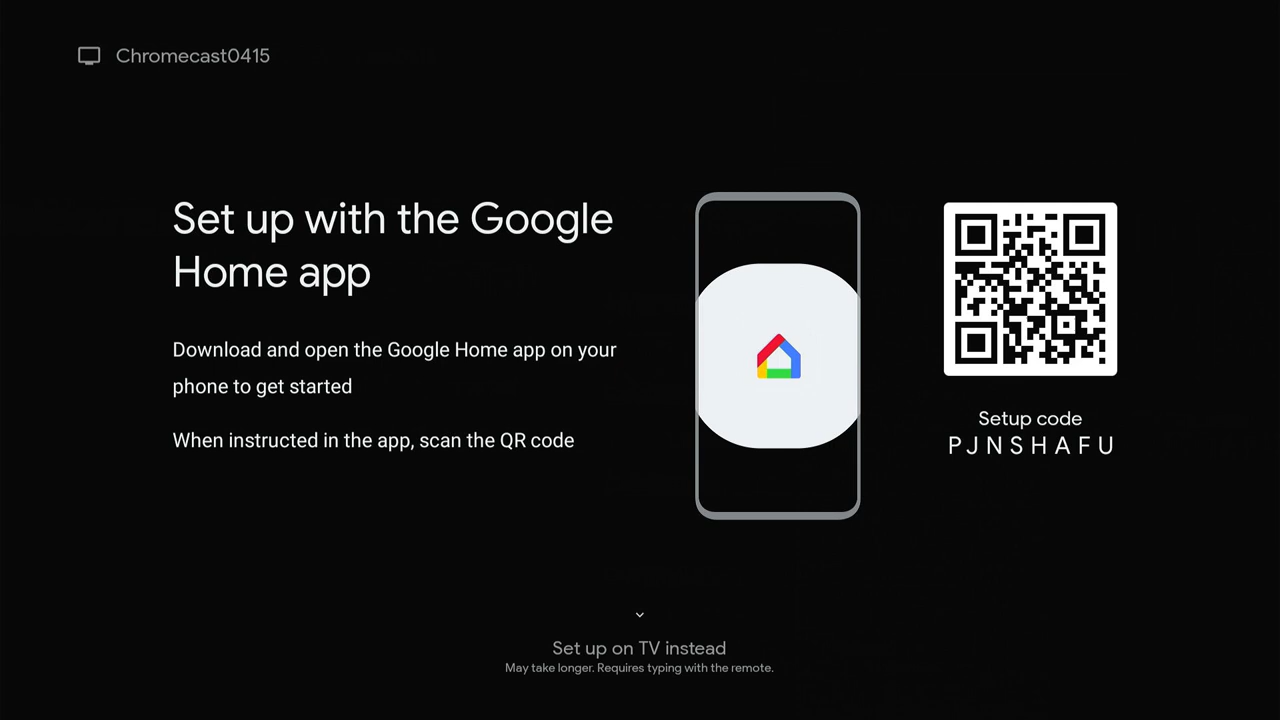 Chromecast0415
Set up with the Google
Home app
Download and open the Google Home app on your
phone to get started
When instructed in the app, scan the QR code
Setup code
PJNSHAFU
Set up on TV instead
May take longer. Requires typing with the remote.